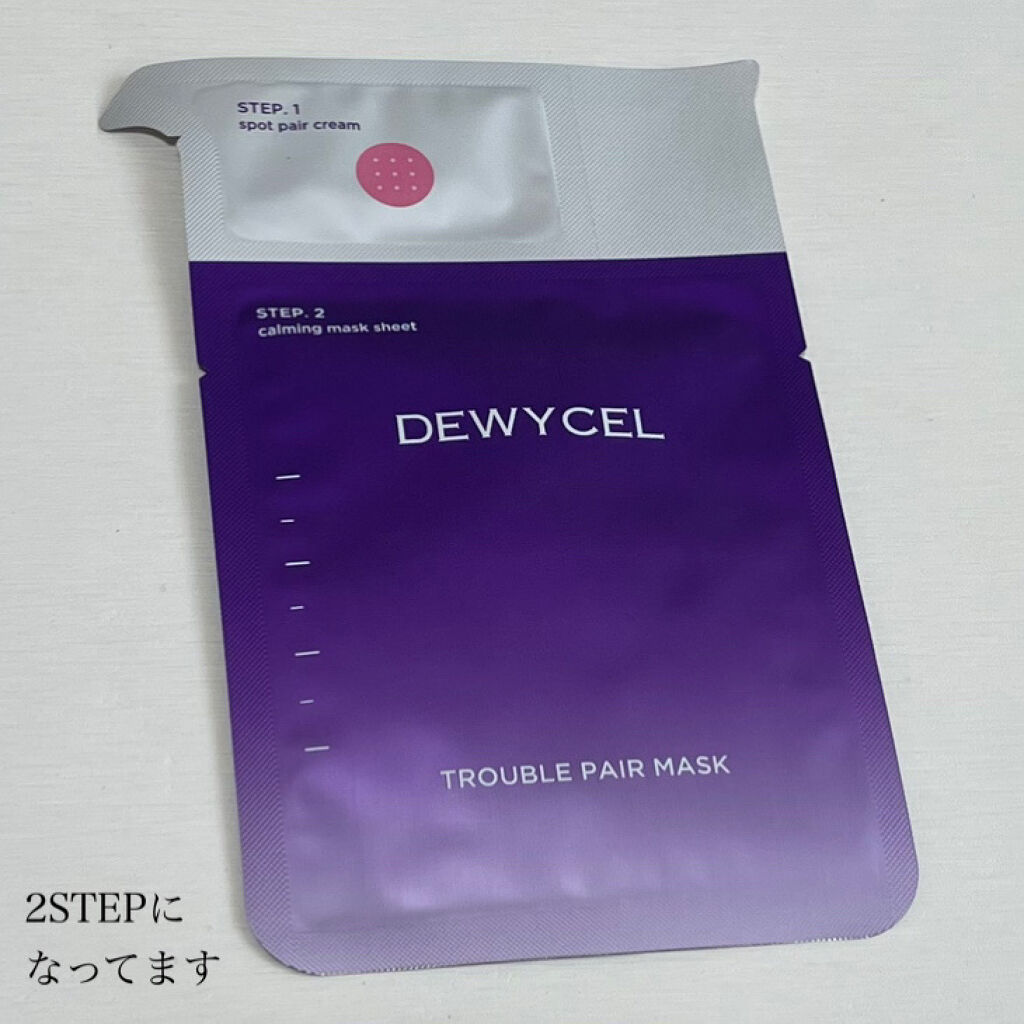 STEP. 1
spot pair cream
STEP. 2
calming mask sheet
DEWYCEL
TROUBLE PAIR MASK
2STEPに
なってます